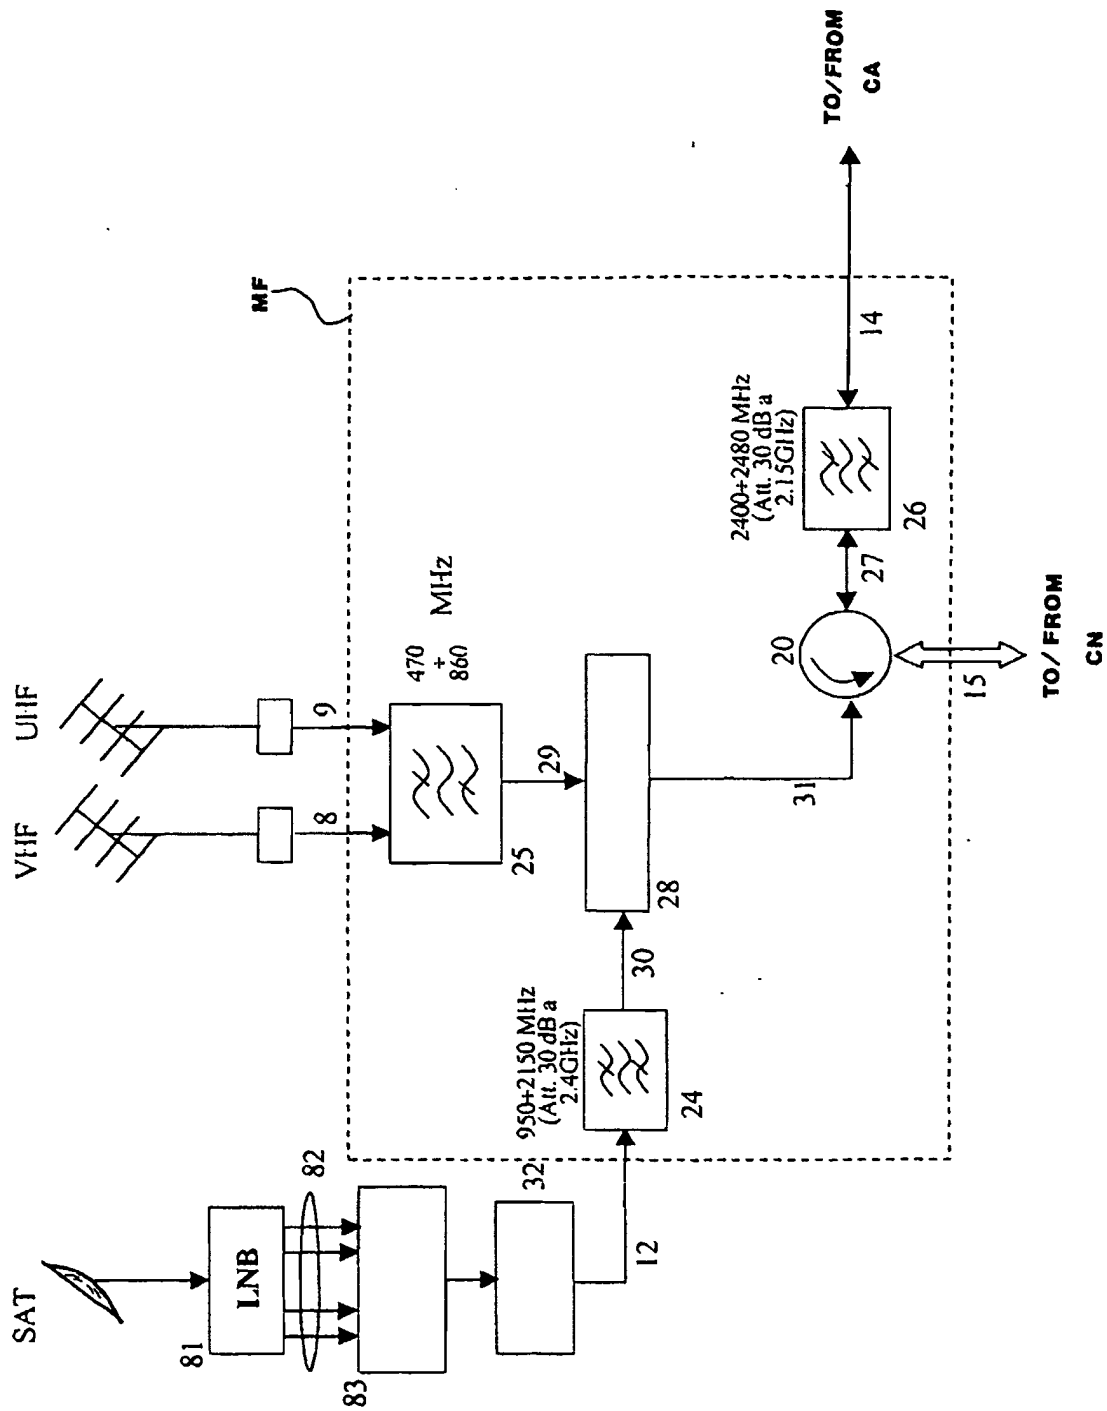 SAT
VHF
UHF
81
LNB
82
83
32
12
8
9
MF
470
+
860
MHz
25
29
950+2150 MHz
(Att. 30 dB a
2.4GHz)
24
30
28
31
20
27
2400+2480 MHz
(Att. 30 dB a
2.15GHz)
26
14
TO/FROM
CA
15
TO/FROM
CN